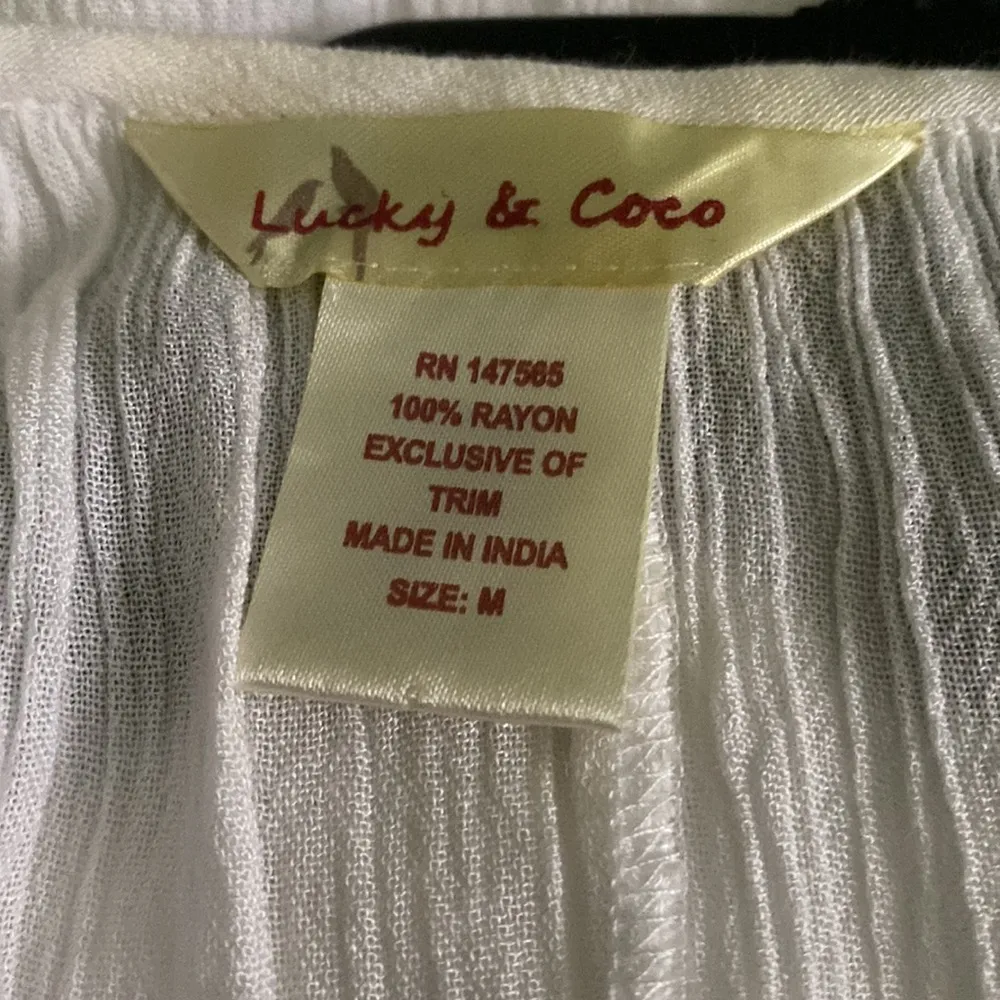 Lucky & Coco
RN 147565
100% RAYON
EXCLUSIVE OF
TRIM
MADE IN INDIA
SIZE: M